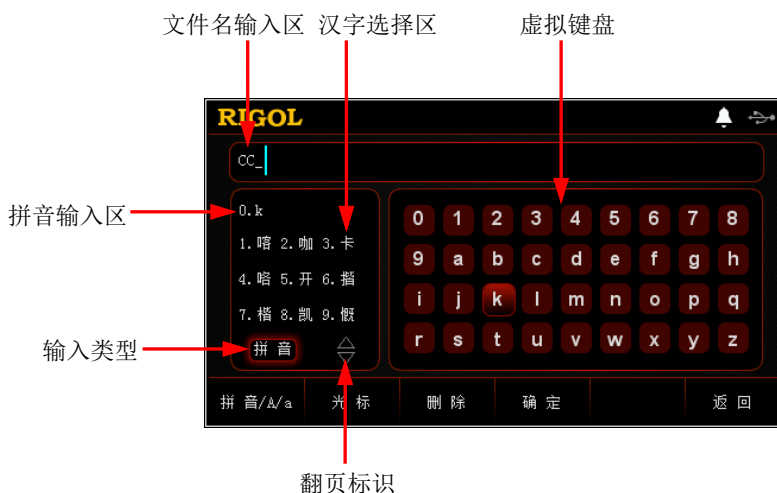 文件名输入区 汉字选择区 虚拟键盘
RIGOL
CC_
拼音输入区
0.k
1.喀 2.咖 3.卡
4.咯 5.开 6.揩
7.楷 8.凯 9.慨
输入类型
拼音
0 1 2 3 4 5 6 7 8
9 a b c d e f g h
i j k l m n o p q
r s t u v w x y z
拼音/A/a 光标 删除 确定 返回
翻页标识